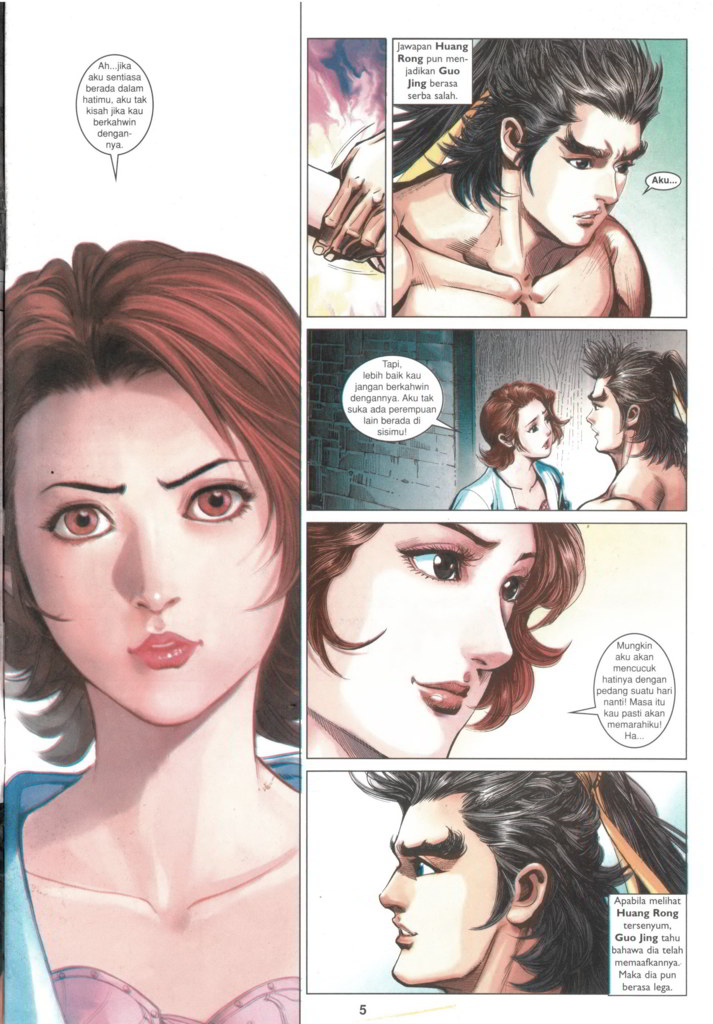 Ah...jika
aku sentiasa
berada dalam
hatimu, aku tak
kisah jika kau
berkahwin
dengan-
nya.
Jawapan Huang
Rong pun men-
jadikan Guo
Jing berasa
serba salah.
Aku...
Tapi,
lebih baik kau
jangan berkahwin
dengannya. Aku tak
suka ada perempuan
lain berada di
sisimu!
Mungkin
aku akan
mencucuk
hatinya dengan
pedang suatu hari
nanti! Masa itu
kau pasti akan
memarahiku!
Ha...
Apabila melihat
Huang Rong
tersenyum,
Guo Jing tahu
bahawa dia telah
memaafkannya.
Maka dia pun
berasa lega.
5